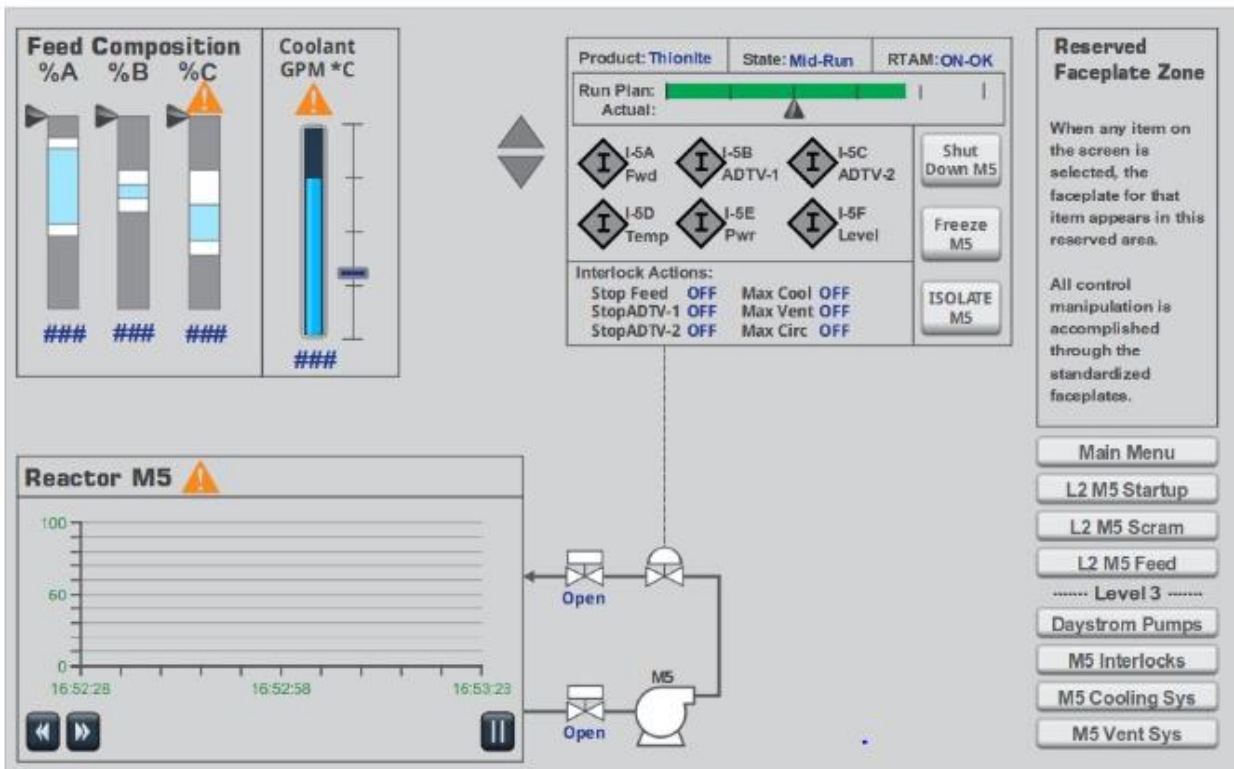 Feed Composition
%A %B %C
### ### ###
Coolant
GPM *C
###
Product: Thionite State: Mid-Run RTAM: ON-OK
Run Plan:
Actual:
I I-5A Fwd
I I-5B ADTV-1
I I-5C ADTV-2
I I-5D Temp
I I-5E Pwr
I I-5F Level
Shut
Down M5
Freeze
M5
ISOLATE
M5
Interlock Actions:
Stop Feed OFF Max Cool OFF
StopADTV-1 OFF Max Vent OFF
StopADTV-2 OFF Max Circ OFF
Reserved
Faceplate Zone
When any item on
the screen is
selected, the
faceplate for that
item appears in this
reserved area.
All control
manipulation is
accomplished
through the
standardized
faceplates.
Main Menu
L2 M5 Startup
L2 M5 Scram
L2 M5 Feed
------- Level 3 -------
Daystrom Pumps
M5 Interlocks
M5 Cooling Sys
M5 Vent Sys
Reactor M5
100
60
0
16:52:28 16:52:58 16:53:23
Open
M5
Open